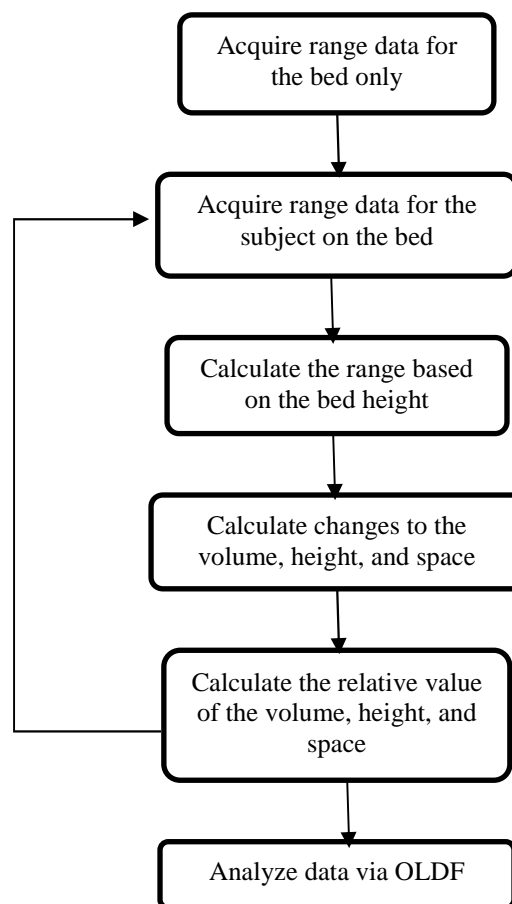 Acquire range data for
the bed only
Acquire range data for the
subject on the bed
Calculate the range based
on the bed height
Calculate changes to the
volume, height, and space
Calculate the relative value
of the volume, height, and
space
Analyze data via OLDF